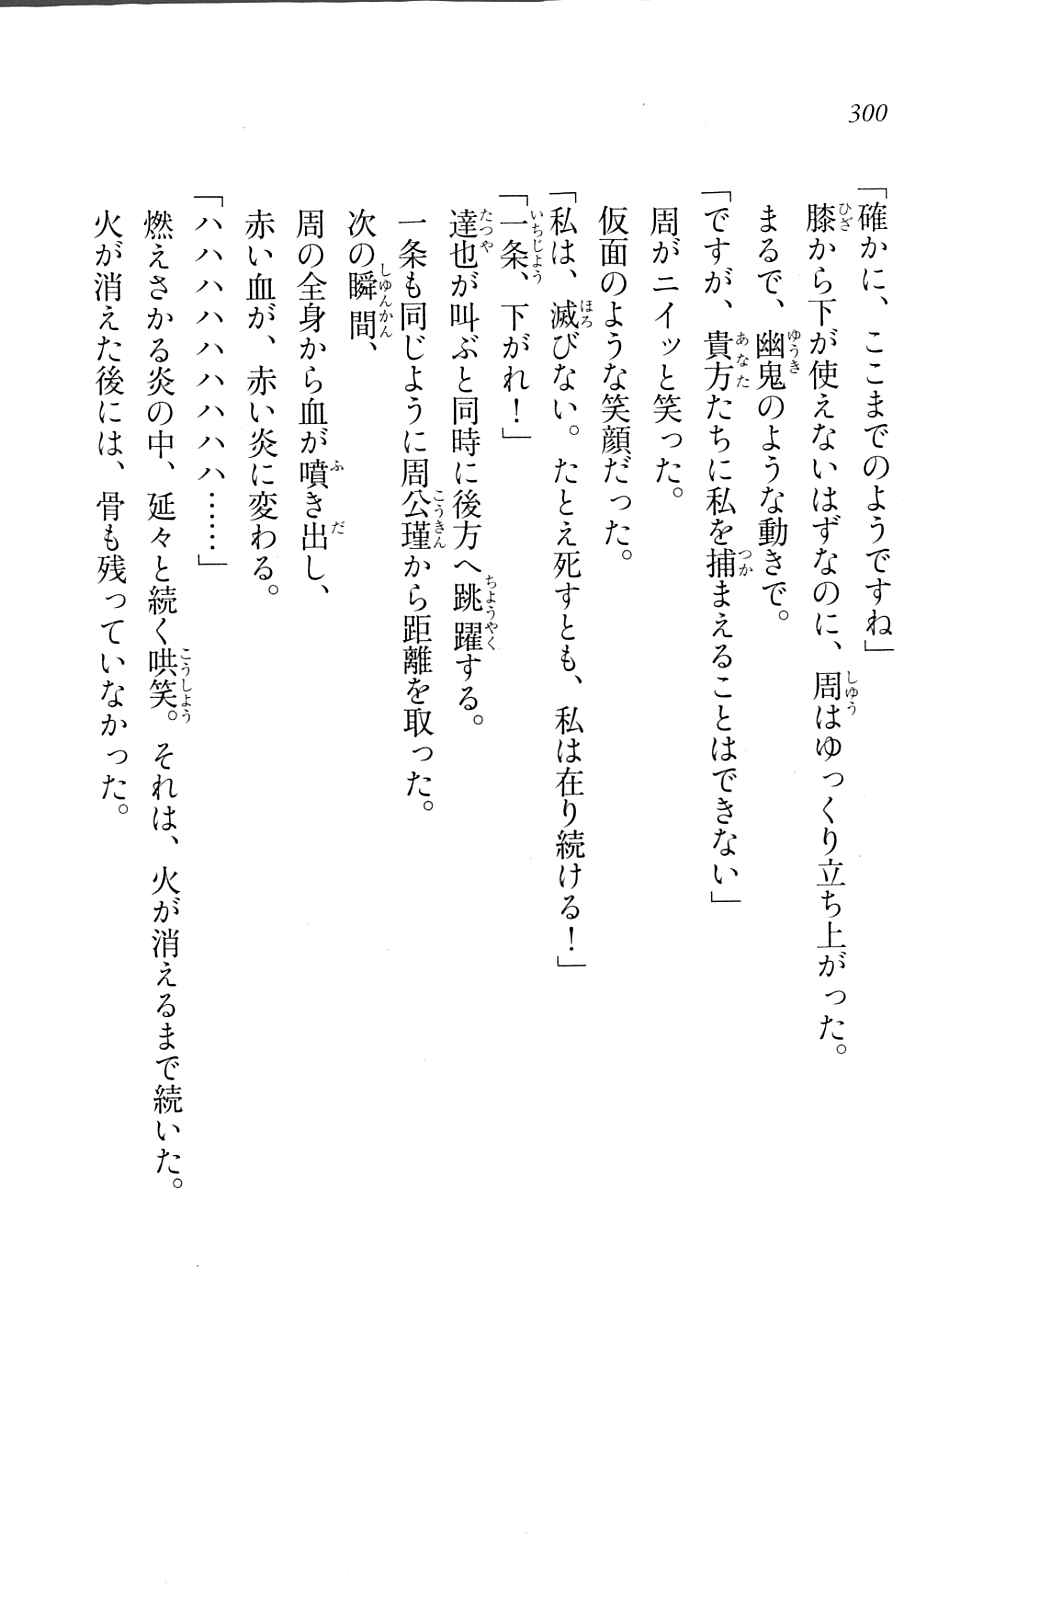 300
「確かに、ここまでのようですね」
膝から下が使えないはずなのに、周はゆっくり立ち上がった。
まるで、幽鬼のような動きで。
「ですが、貴方たちに私を捕まえることはできない」
周がニイッと笑った。
仮面のような笑顔だった。
「私は、滅びない。たとえ死すとも、私は在り続ける！」
「一条、下がれ！」
達也が叫ぶと同時に後方へ跳躍する。
一条も同じように周公瑾から距離を取った。
次の瞬間、
周の全身から血が噴き出し、
赤い血が、赤い炎に変わる。
「ハハハハハハハハハ……」
燃えさかる炎の中、延々と続く哄笑。それは、火が消えるまで続いた。
火が消えた後には、骨も残っていなかった。